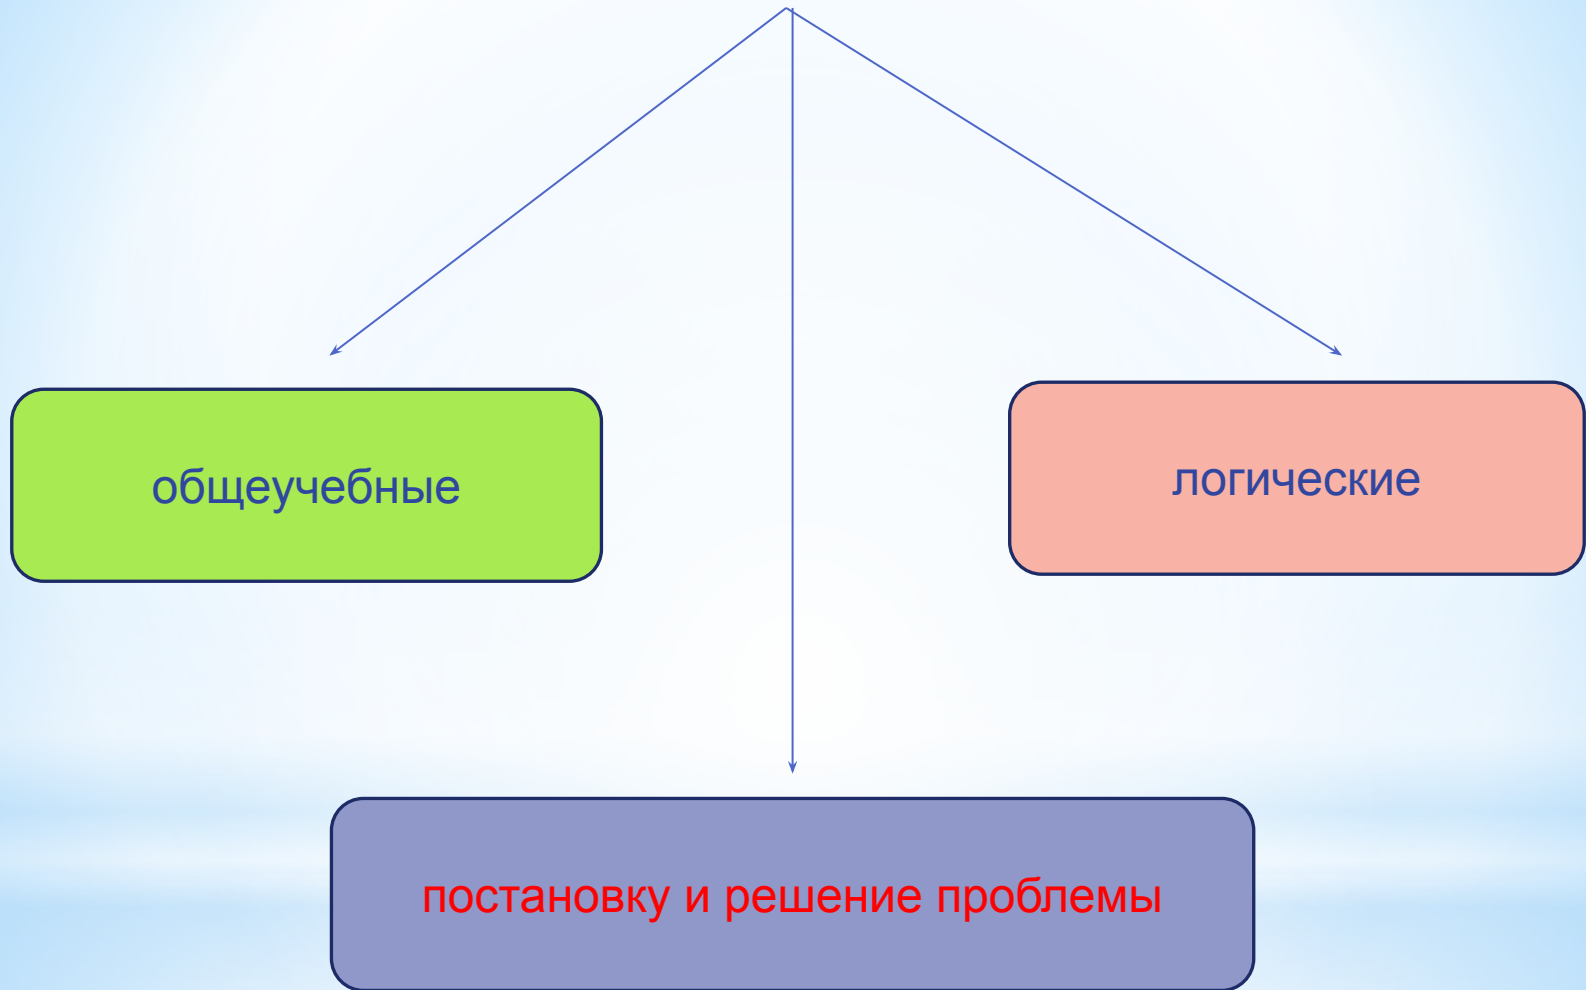 общеучебные
логические
постановку и решение проблемы